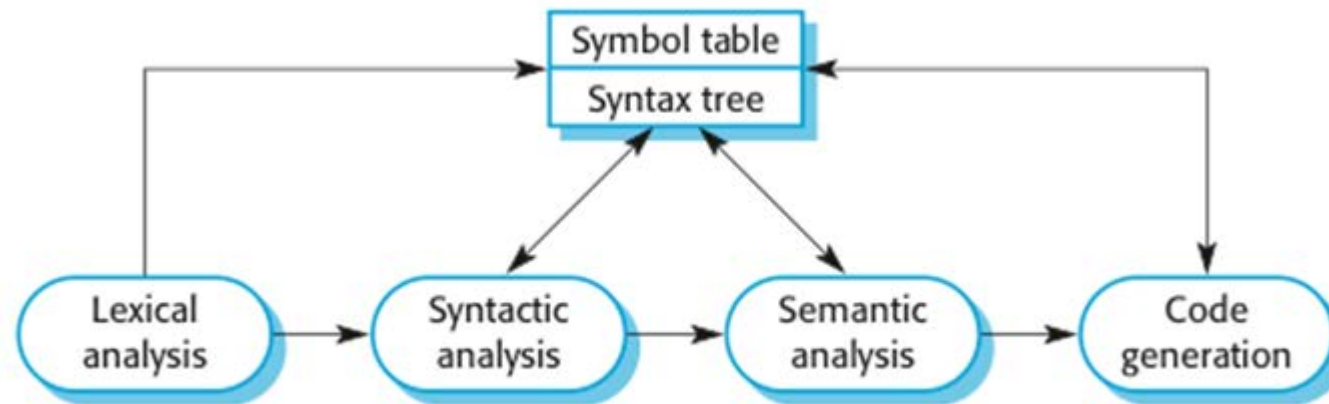 Symbol table
Syntax tree
Lexical
analysis
Syntactic
analysis
Semantic
analysis
Code
generation